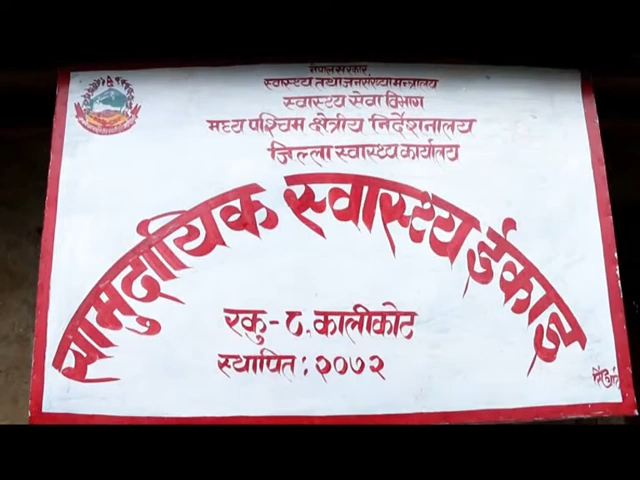 नेपाल सरकार
स्वास्थ्य तथा जनसंख्या मन्त्रालय
स्वास्थ्य सेवा विभाग
मध्य पश्चिम क्षेत्रीय निर्देशनालय
जिल्ला स्वास्थ्य कार्यालय
सामुदायिक स्वास्थ्य ईकाई
रकु-८, कालीकोट
स्थापित : २०७२